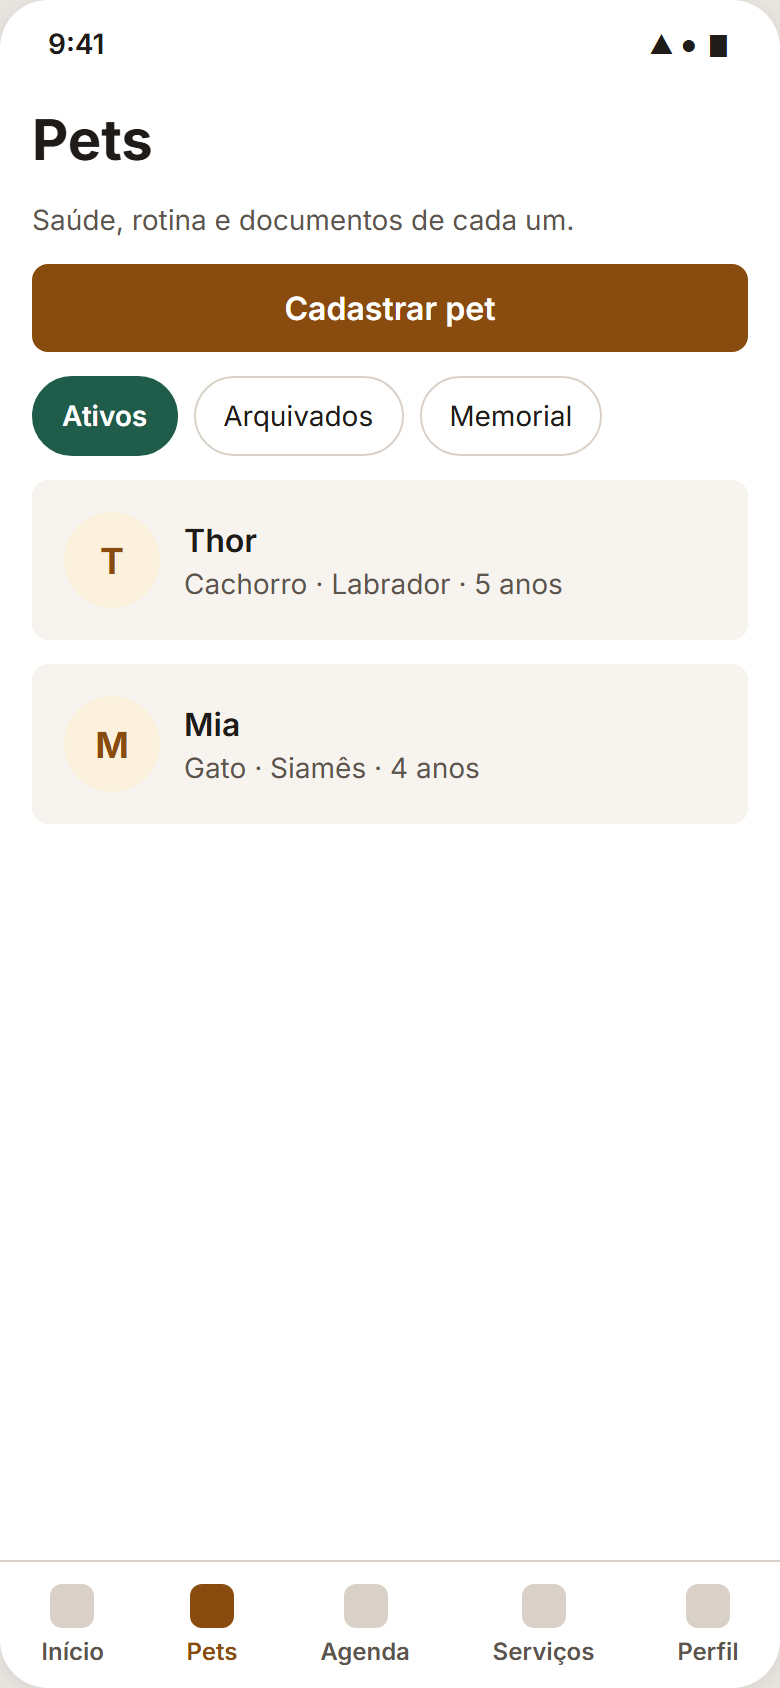 9:41
Pets
Saúde, rotina e documentos de cada um.
Cadastrar pet
Ativos
Arquivados
Memorial
T
Thor
Cachorro · Labrador · 5 anos
M
Mia
Gato · Siamês · 4 anos
Início
Pets
Agenda
Serviços
Perfil